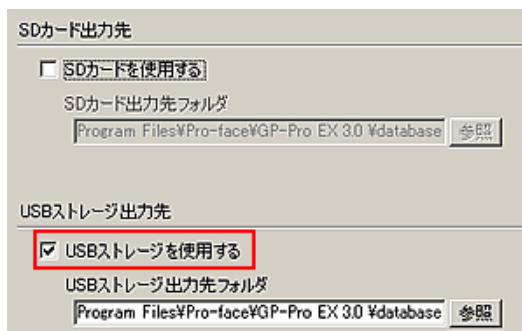 SDカード出力先
SDカードを使用する
SDカード出力先フォルダ
Program Files¥Pro-face¥GP-Pro EX 3.0 ¥database 参照
USBストレージ出力先
USBストレージを使用する
USBストレージ出力先フォルダ
Program Files¥Pro-face¥GP-Pro EX 3.0 ¥database 参照